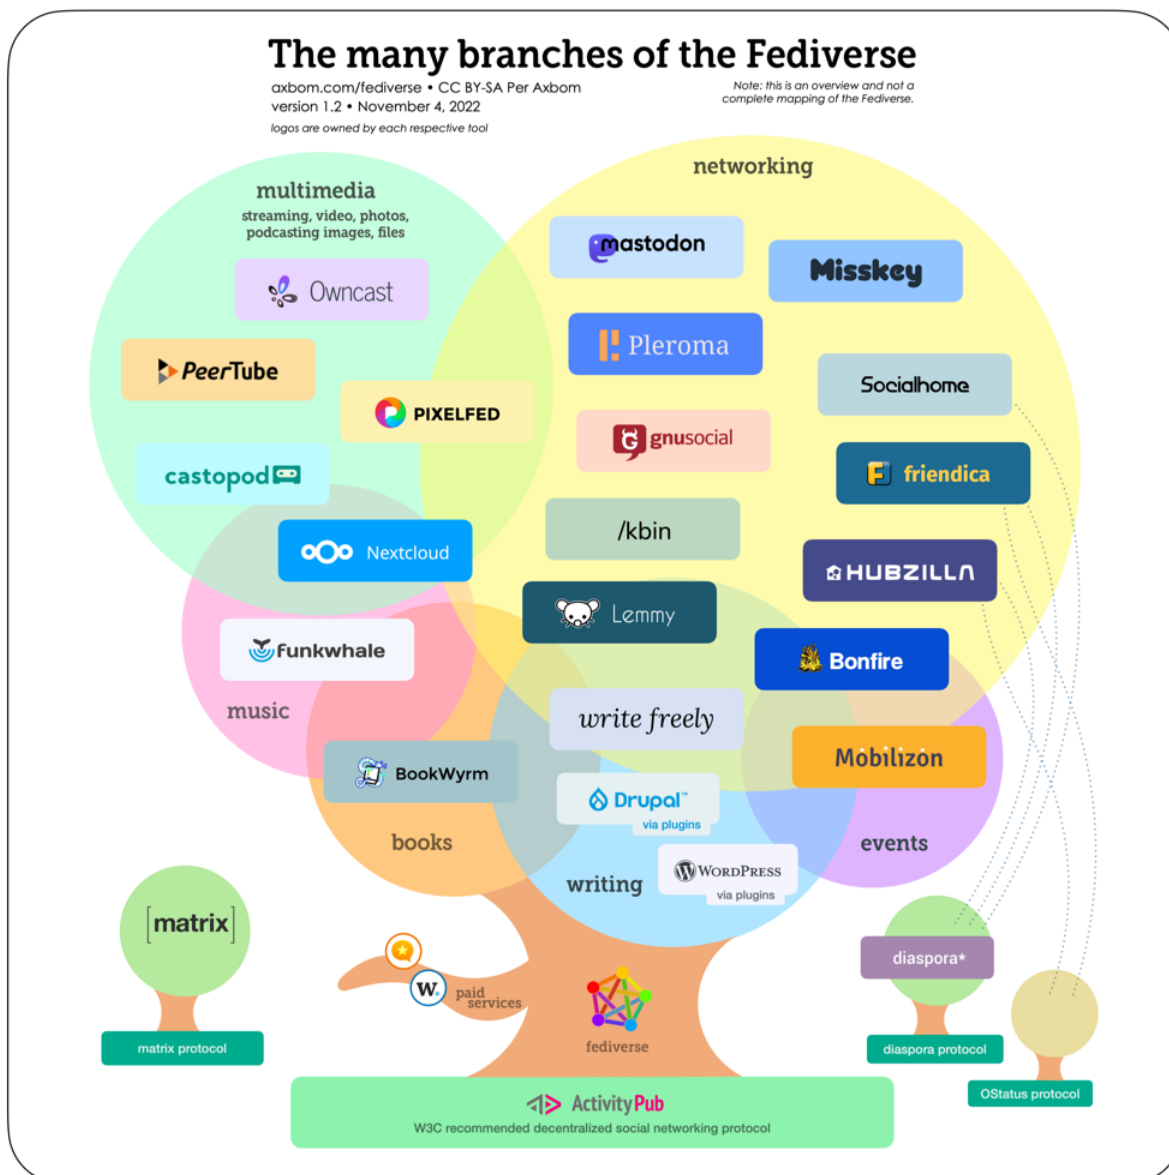 The many branches of the Fediverse
axbom.com/fediverse • CC BY-SA Per Axbom
version 1.2 • November 4, 2022
logos are owned by each respective tool
Note: this is an overview and not a
complete mapping of the Fediverse.
multimedia
streaming, video, photos,
podcasting images, files
networking
mastodon
Misskey
Owncast
Pleroma
PeerTube
Socialhome
PIXELFED
gnusocial
castopod
friendica
/kbin
Nextcloud
HUBZILLA
Lemmy
Funkwhale
Bonfire
music
write freely
Mobilizon
BookWyrm
Drupal™
via plugins
books
events
WORDPRESS
via plugins
writing
[matrix]
diaspora*
W.
paid
services
fediverse
matrix protocol
diaspora protocol
OStatus protocol
ActivityPub
W3C recommended decentralized social networking protocol